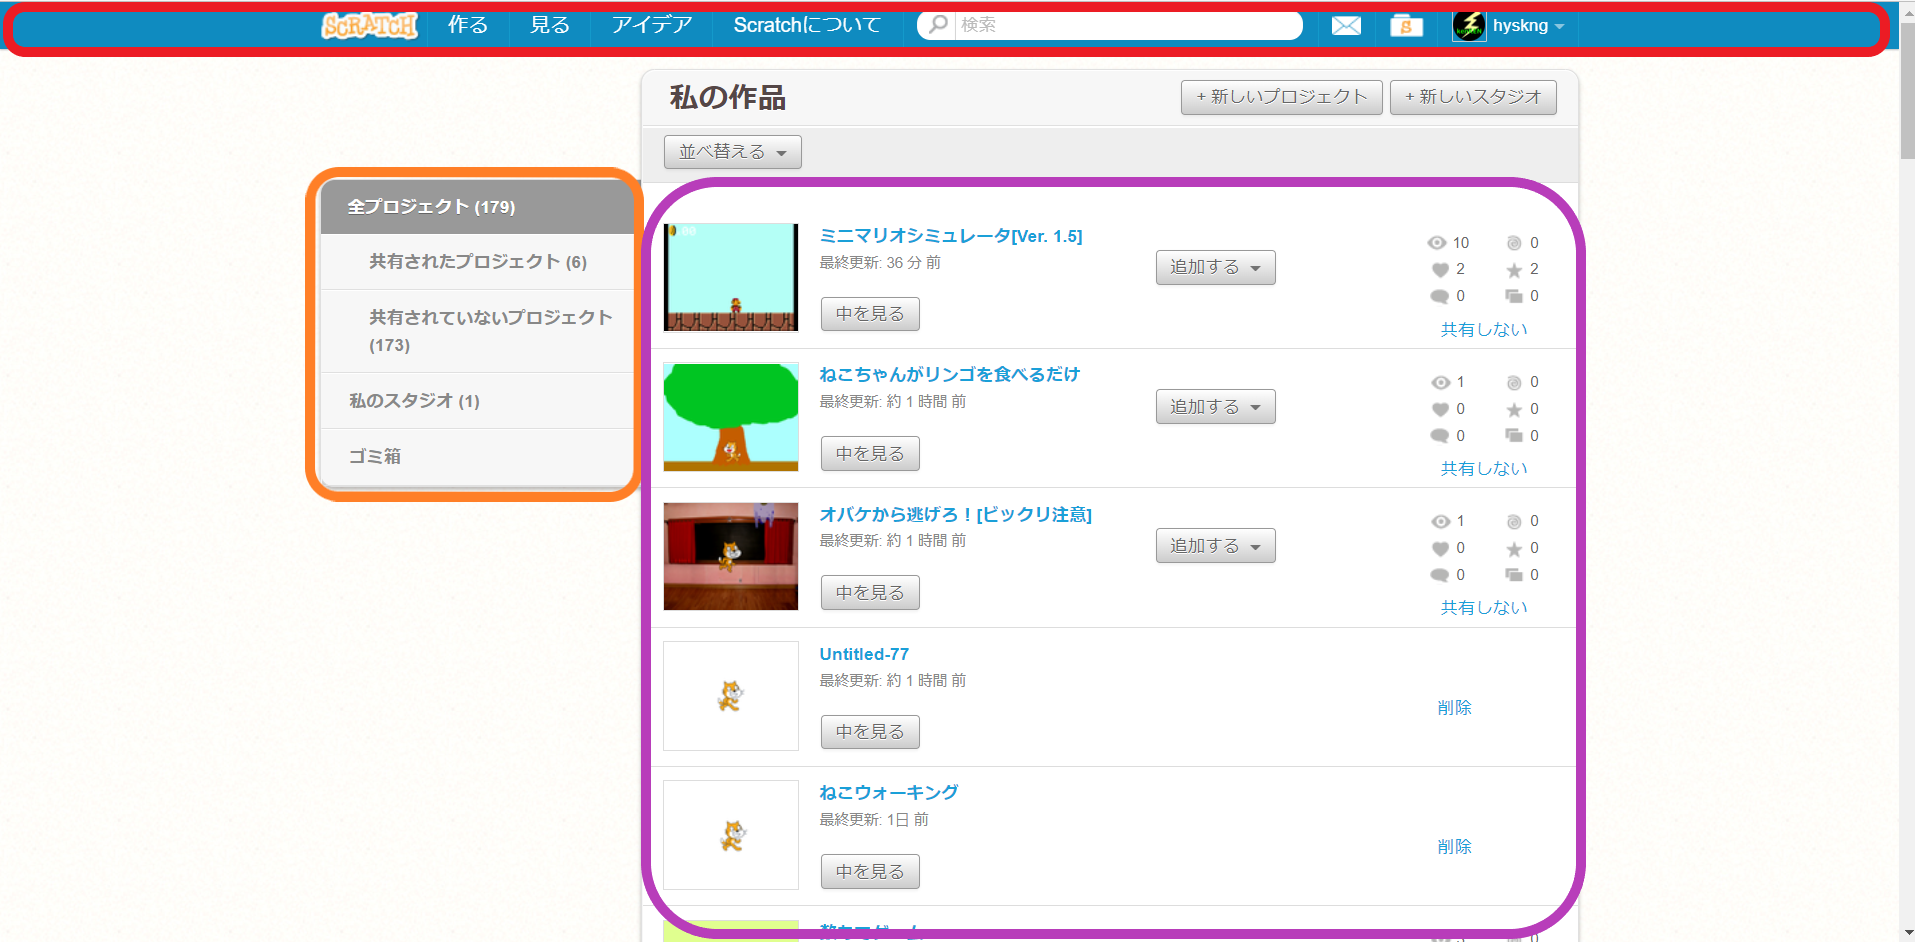 SCRATCH 作る 見る アイデア Scratchについて 検索 hyskng
私の作品
+ 新しいプロジェクト + 新しいスタジオ
並べ替える
全プロジェクト (179)
共有されたプロジェクト (6)
共有されていないプロジェクト
(173)
私のスタジオ (1)
ゴミ箱
ミニマリオシミュレータ[Ver. 1.5]
最終更新: 36 分 前
中を見る
追加する
10 0
2 2
0 0
共有しない
ねこちゃんがリンゴを食べるだけ
最終更新: 約 1 時間 前
中を見る
追加する
1 0
0 0
0 0
共有しない
オバケから逃げろ！[ビックリ注意]
最終更新: 約 1 時間 前
中を見る
追加する
1 0
0 0
0 0
共有しない
Untitled-77
最終更新: 約 1 時間 前
中を見る
削除
ねこウォーキング
最終更新: 1日 前
中を見る
削除